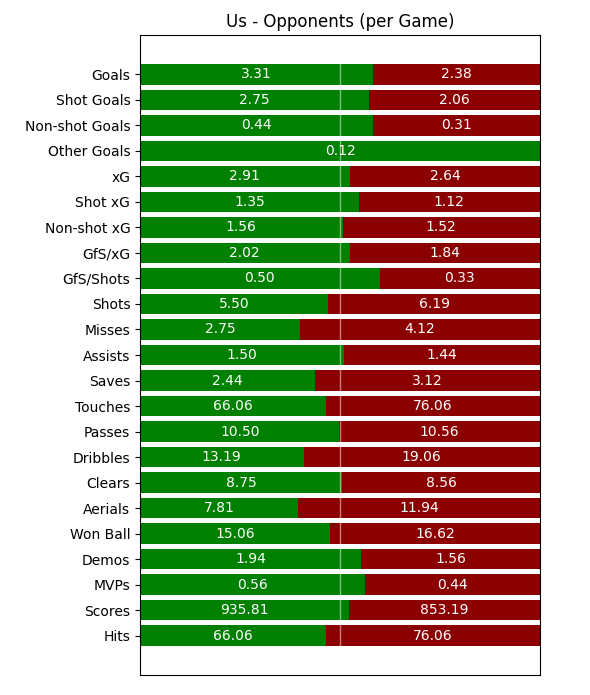 Us - Opponents (per Game)
Goals 3.31 2.38
Shot Goals 2.75 2.06
Non-shot Goals 0.44 0.31
Other Goals 0.12
xG 2.91 2.64
Shot xG 1.35 1.12
Non-shot xG 1.56 1.52
GfS/xG 2.02 1.84
GfS/Shots 0.50 0.33
Shots 5.50 6.19
Misses 2.75 4.12
Assists 1.50 1.44
Saves 2.44 3.12
Touches 66.06 76.06
Passes 10.50 10.56
Dribbles 13.19 19.06
Clears 8.75 8.56
Aerials 7.81 11.94
Won Ball 15.06 16.62
Demos 1.94 1.56
MVPs 0.56 0.44
Scores 935.81 853.19
Hits 66.06 76.06